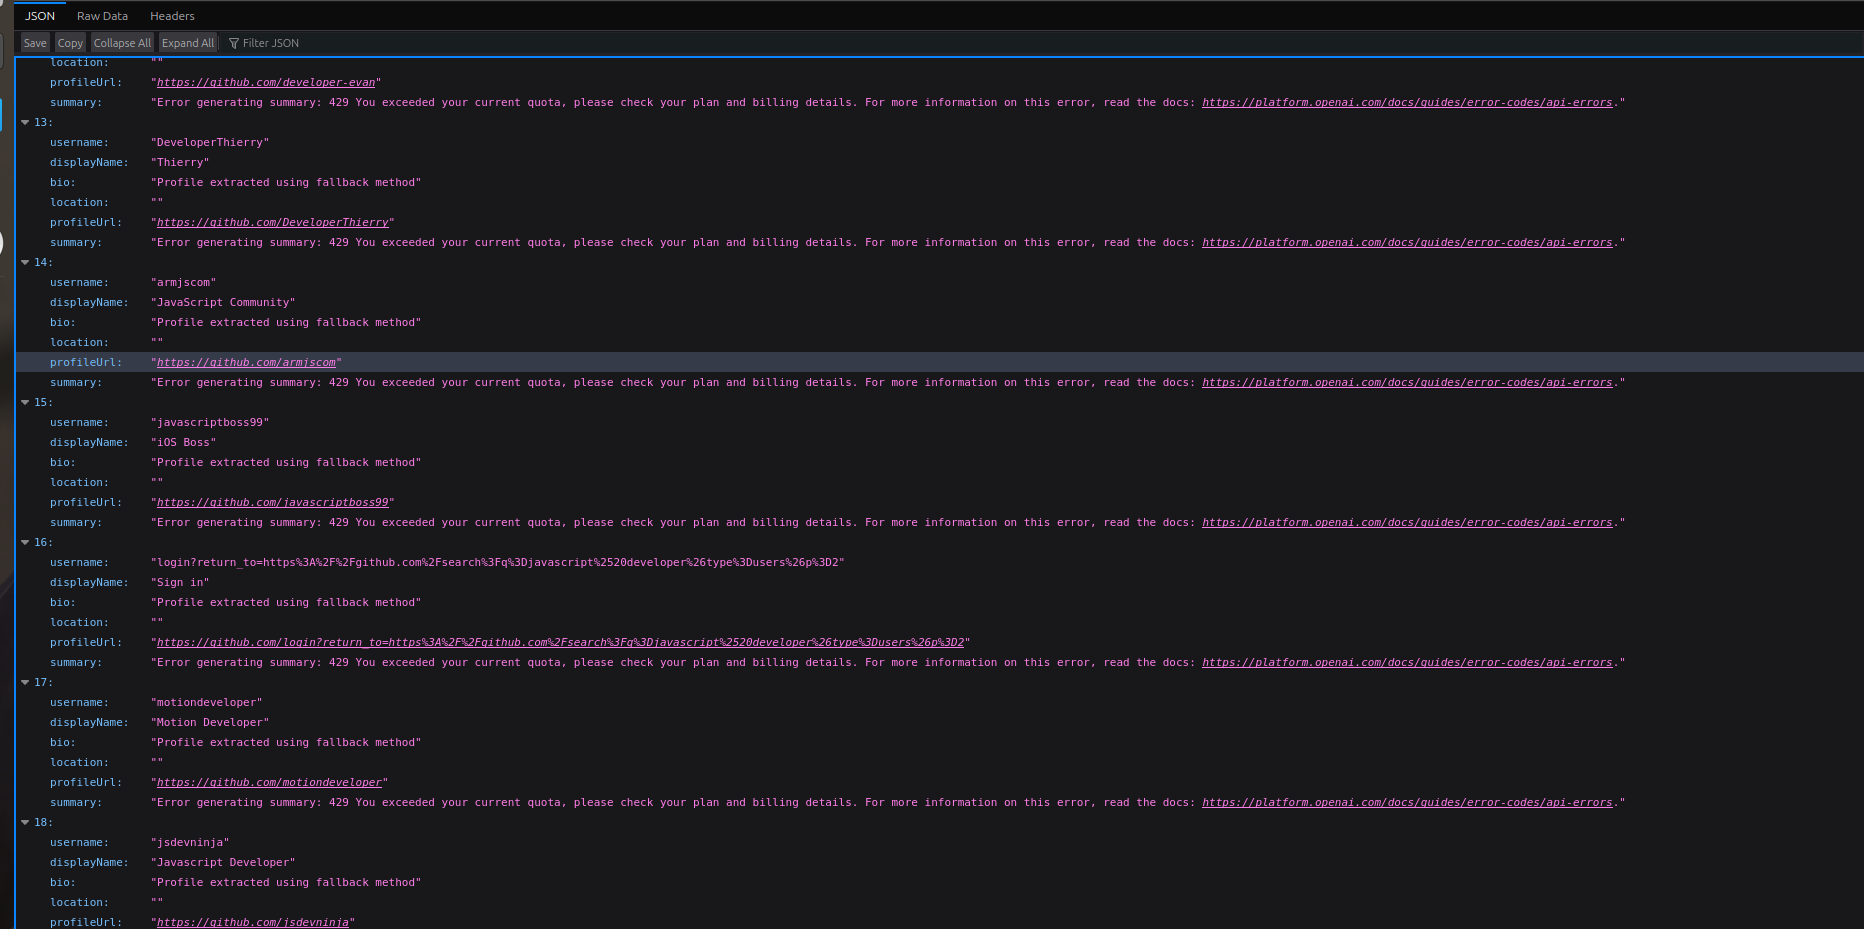 JSON Raw Data Headers
Save Copy Collapse All Expand All Filter JSON
location: ""
profileUrl: "https://github.com/developer-evan"
summary: "Error generating summary: 429 You exceeded your current quota, please check your plan and billing details. For more information on this error, read the docs: https://platform.openai.com/docs/guides/error-codes/api-errors."
13:
username: "DeveloperThierry"
displayName: "Thierry"
bio: "Profile extracted using fallback method"
location: ""
profileUrl: "https://github.com/DeveloperThierry"
summary: "Error generating summary: 429 You exceeded your current quota, please check your plan and billing details. For more information on this error, read the docs: https://platform.openai.com/docs/guides/error-codes/api-errors."
14:
username: "armjscom"
displayName: "JavaScript Community"
bio: "Profile extracted using fallback method"
location: ""
profileUrl: "https://github.com/armjscom"
summary: "Error generating summary: 429 You exceeded your current quota, please check your plan and billing details. For more information on this error, read the docs: https://platform.openai.com/docs/guides/error-codes/api-errors."
15:
username: "javascriptboss99"
displayName: "iOS Boss"
bio: "Profile extracted using fallback method"
location: ""
profileUrl: "https://github.com/javascriptboss99"
summary: "Error generating summary: 429 You exceeded your current quota, please check your plan and billing details. For more information on this error, read the docs: https://platform.openai.com/docs/guides/error-codes/api-errors."
16:
username: "login?return_to=https%3A%2F%2Fgithub.com%2Fsearch%3Fq%3Djavascript%2520developer%26type%3Dusers%26p%3D2"
displayName: "Sign in"
bio: "Profile extracted using fallback method"
location: ""
profileUrl: "https://github.com/login?return_to=https%3A%2F%2Fgithub.com%2Fsearch%3Fq%3Djavascript%2520developer%26type%3Dusers%26p%3D2"
summary: "Error generating summary: 429 You exceeded your current quota, please check your plan and billing details. For more information on this error, read the docs: https://platform.openai.com/docs/guides/error-codes/api-errors."
17:
username: "motiondeveloper"
displayName: "Motion Developer"
bio: "Profile extracted using fallback method"
location: ""
profileUrl: "https://github.com/motiondeveloper"
summary: "Error generating summary: 429 You exceeded your current quota, please check your plan and billing details. For more information on this error, read the docs: https://platform.openai.com/docs/guides/error-codes/api-errors."
18:
username: "jsdevninja"
displayName: "Javascript Developer"
bio: "Profile extracted using fallback method"
location: ""
profileUrl: "https://github.com/jsdevninja"